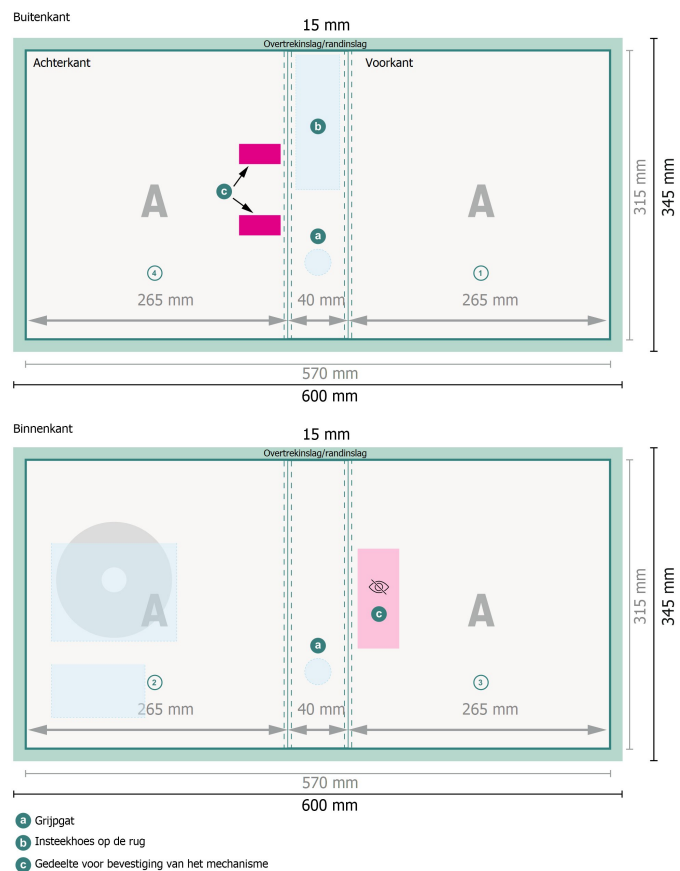 Buitenkant
15 mm
Overtrekinslag/randinslag
Achterkant
Voorkant
b
c
a
A
A
4
1
265 mm
40 mm
265 mm
315 mm
345 mm
570 mm
600 mm
Binnenkant
15 mm
Overtrekinslag/randinslag
A
c
A
a
2
3
265 mm
40 mm
265 mm
315 mm
345 mm
570 mm
600 mm
a Grijpgat
b Insteekhoes op de rug
c Gedeelte voor bevestiging van het mechanisme